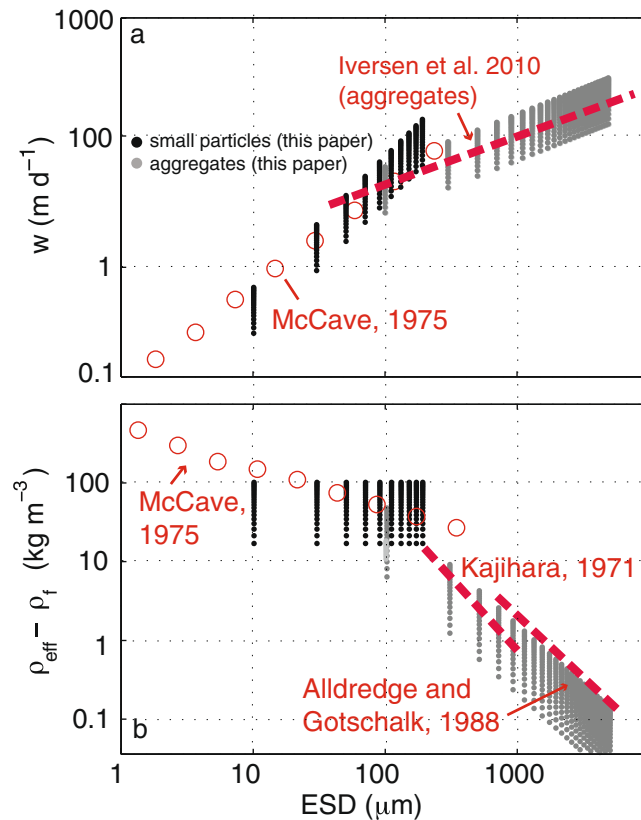 1000
a
Iversen et al. 2010
(aggregates)
small particles (this paper)
aggregates (this paper)
100
w (m d⁻¹)
1
McCave, 1975
0.1
McCave,
1975
100
ρeff − ρf (kg m⁻³)
10
Kajihara, 1971
1
Alldredge and
Gotschalk, 1988
0.1
b
1
10
100
1000
ESD (μm)